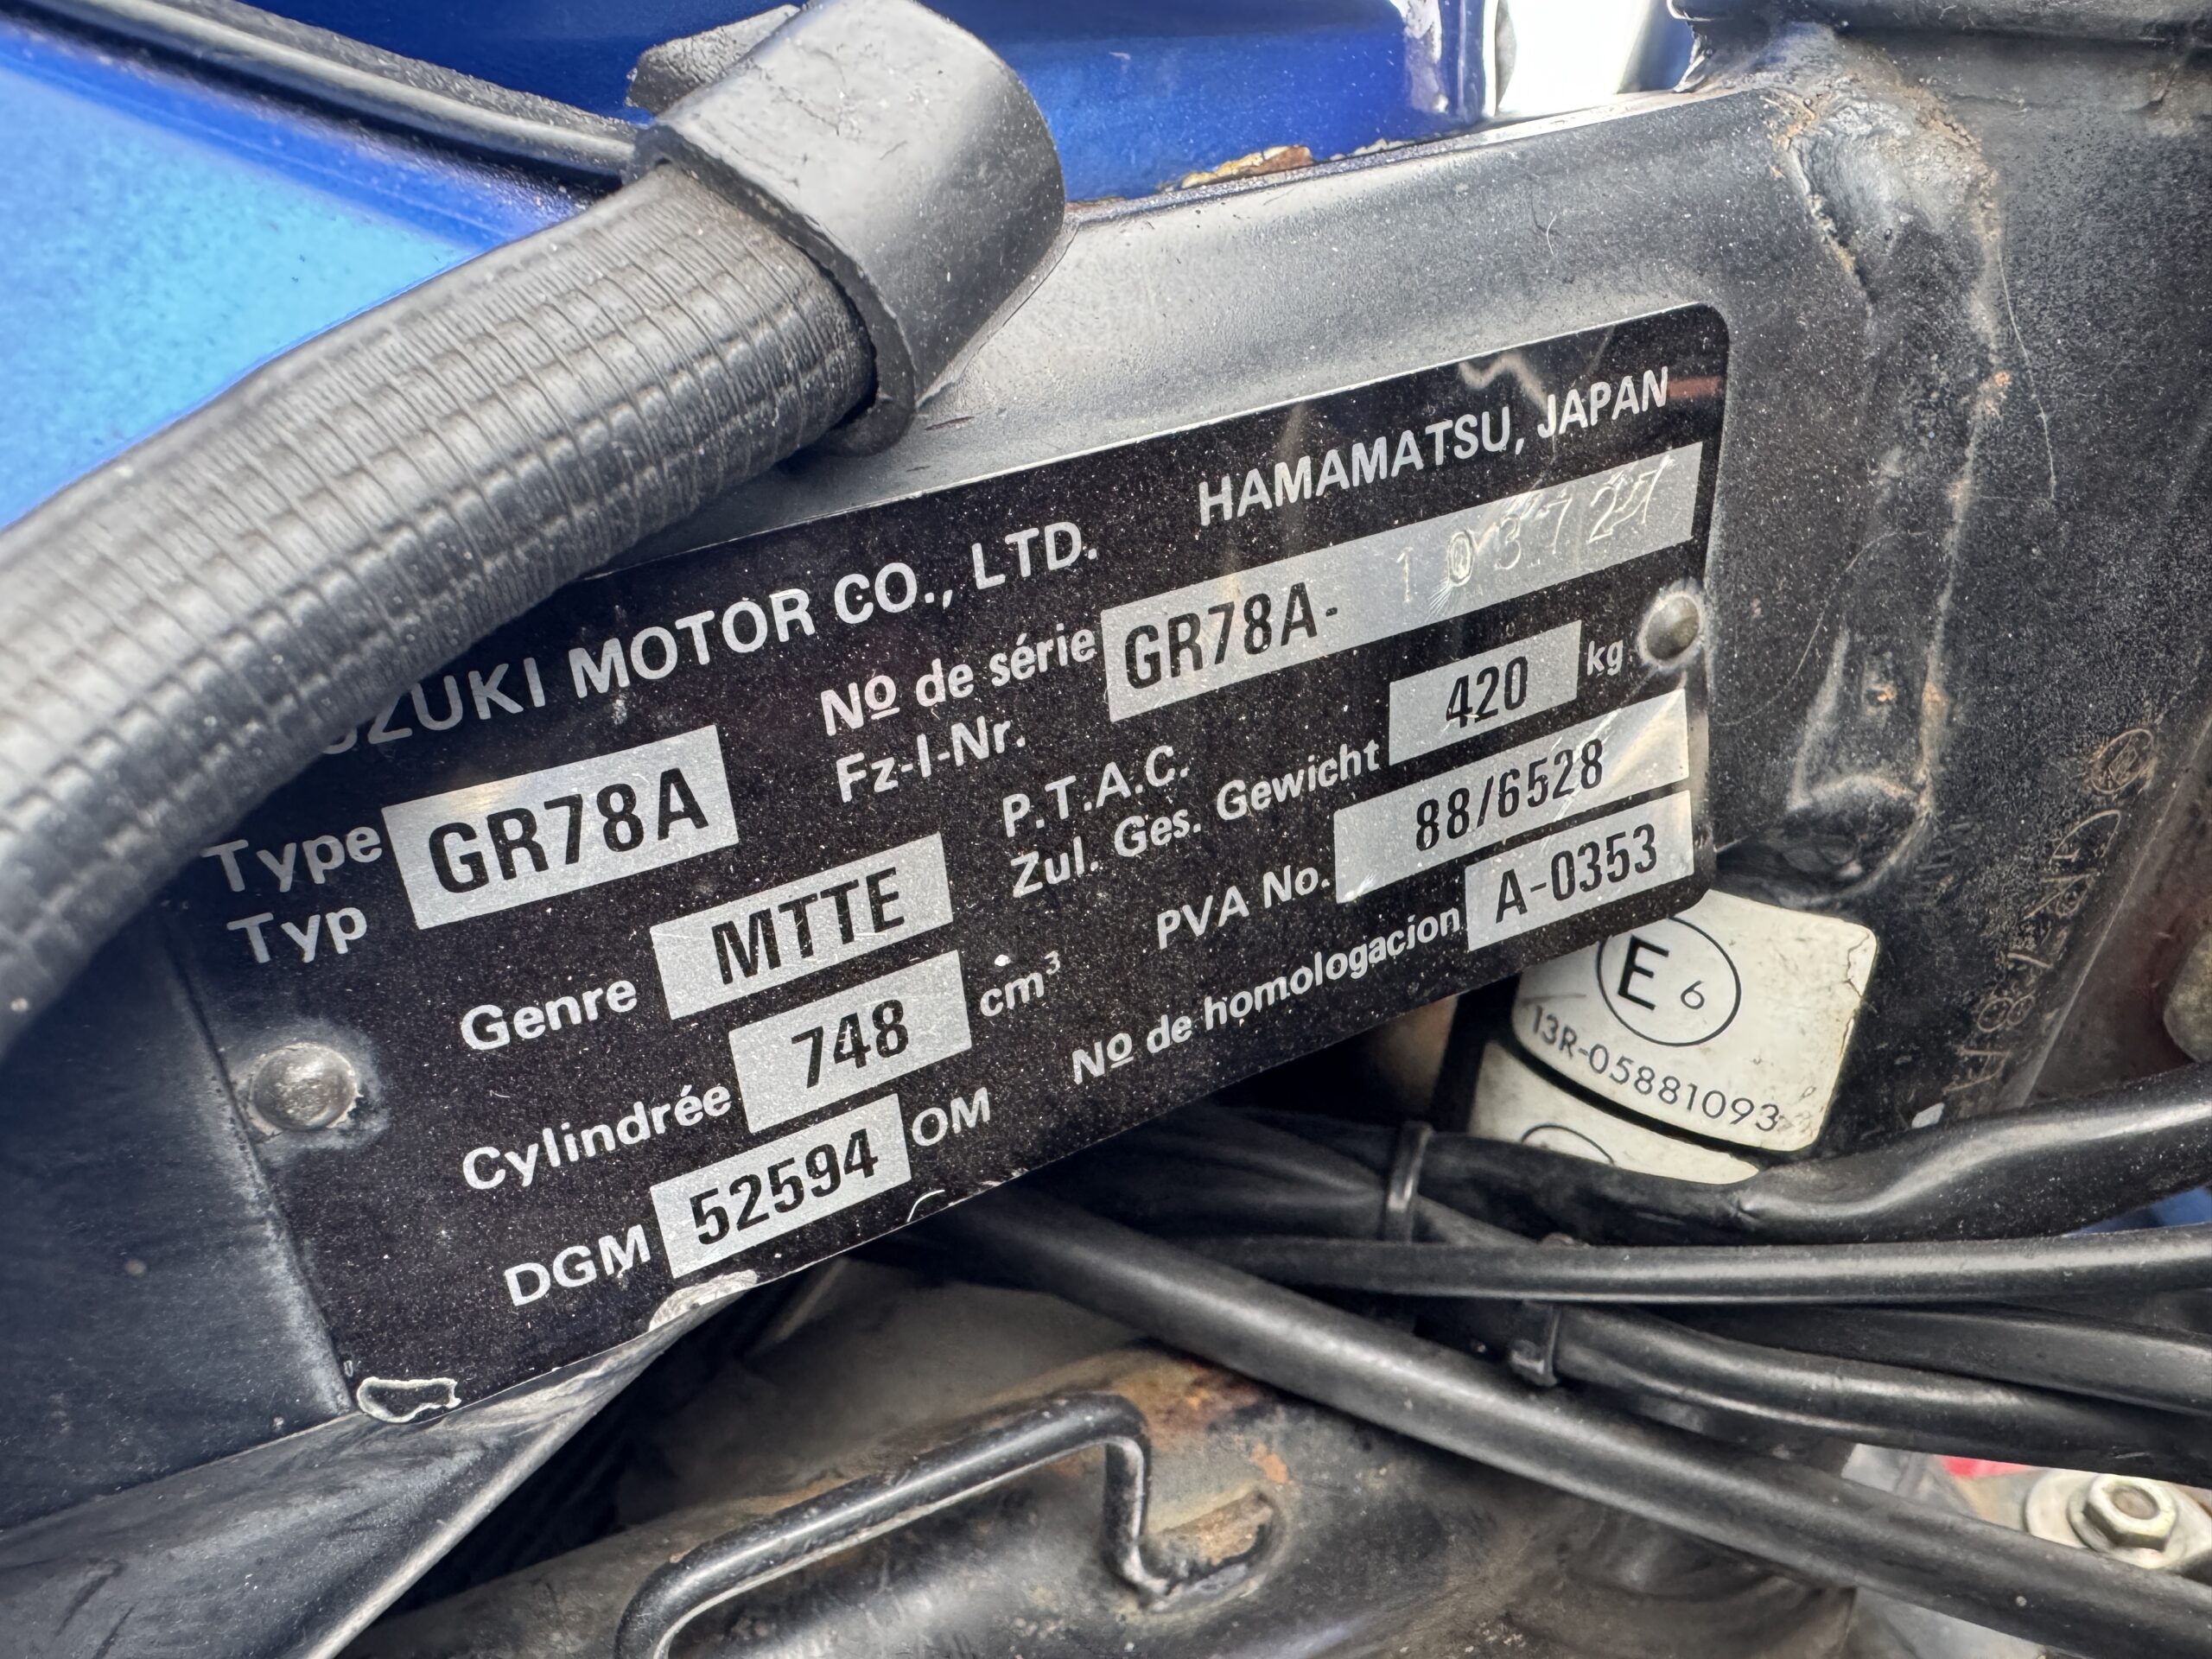 SUZUKI MOTOR CO., LTD. HAMAMATSU, JAPAN
Type
Typ
GR78A
Nº de série
Fz-I-Nr.
GR78A-
Genre MTTE
P.T.A.C.
Zul. Ges. Gewicht
420 kg
Cylindrée 748 cm³
PVA No. 88/6528
DGM 52594 OM
Nº de homologacion A-0353
E 6
13R-05881093
GR78A